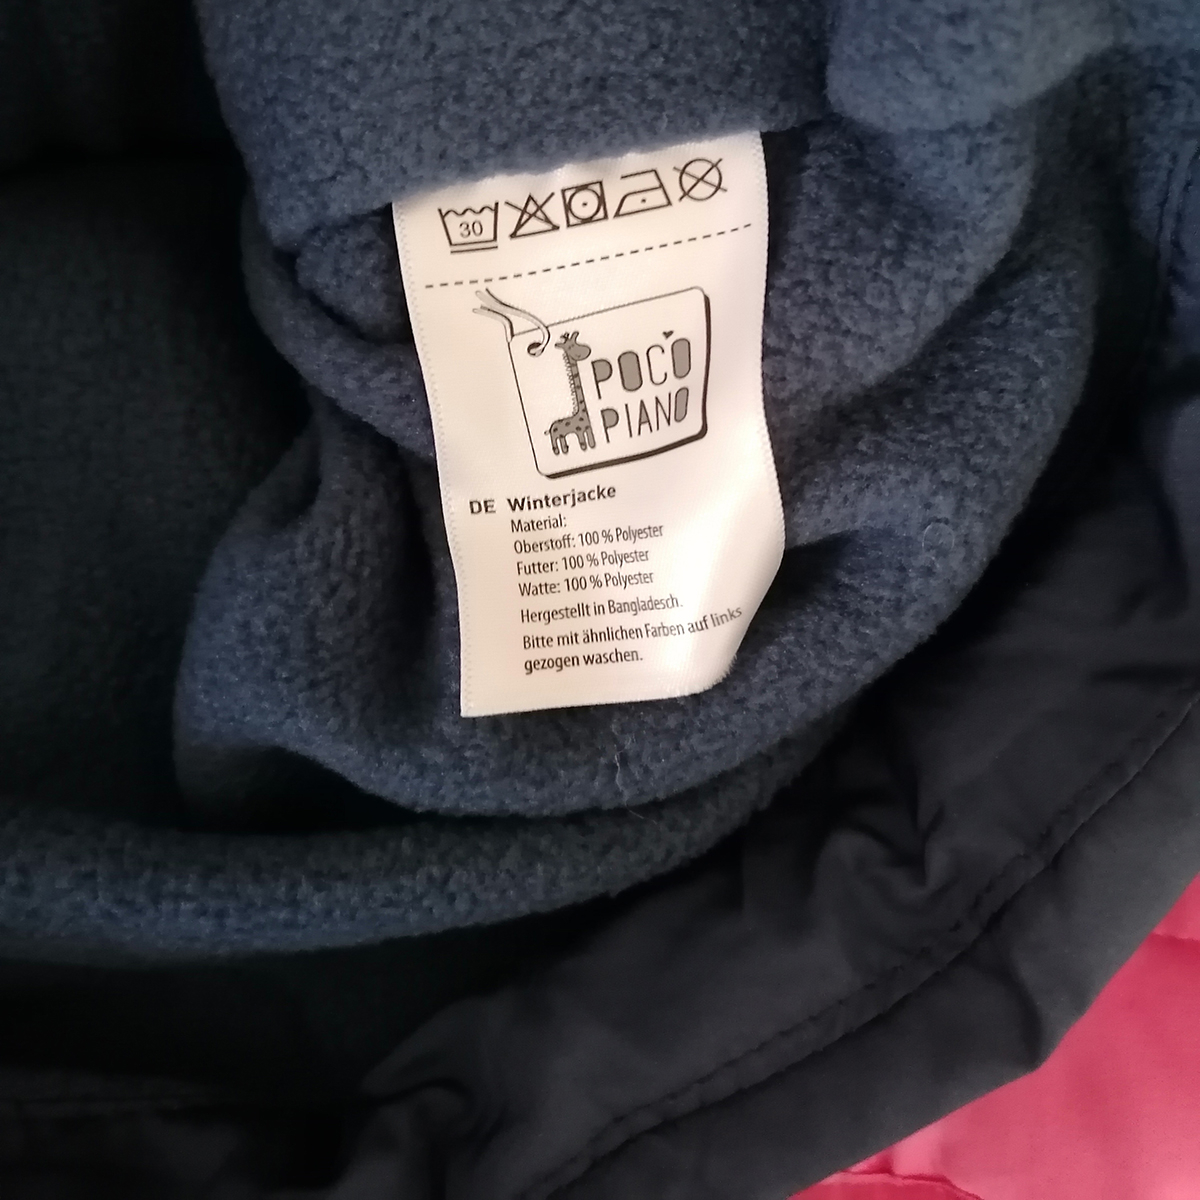 30
POCO
PIANO
DE Winterjacke
Material:
Oberstoff: 100 % Polyester
Futter: 100 % Polyester
Watte: 100 % Polyester
Hergestellt in Bangladesch.
Bitte mit ähnlichen Farben auf links
gezogen waschen.